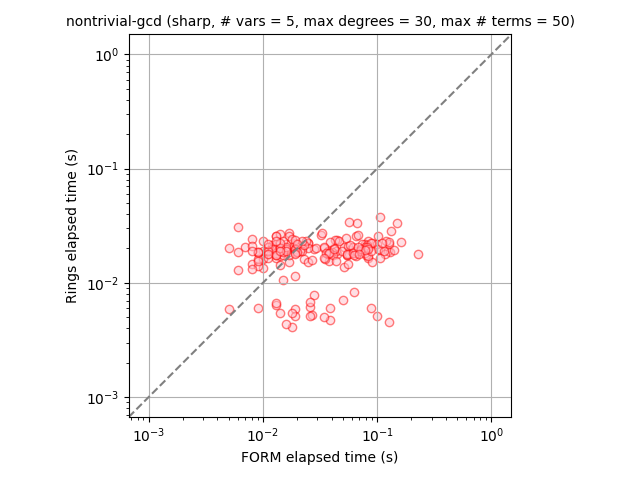 nontrivial-gcd (sharp, # vars = 5, max degrees = 30, max # terms = 50)
Rings elapsed time (s)
10⁰
10⁻¹
10⁻²
10⁻³
10⁻³ 10⁻² 10⁻¹ 10⁰
FORM elapsed time (s)